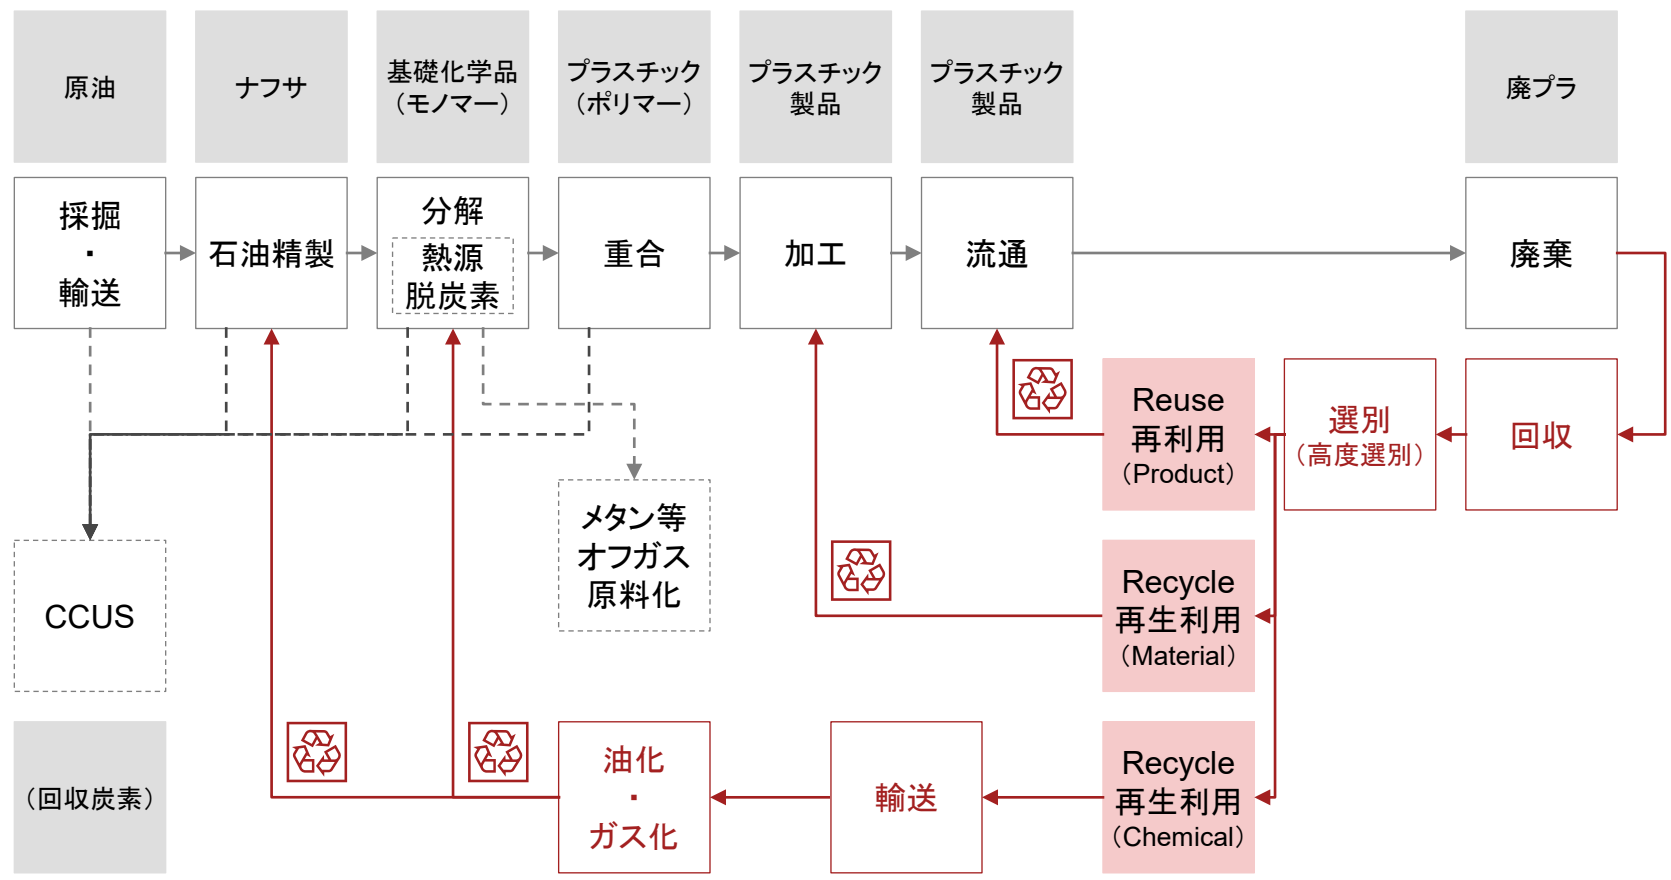 原油
ナフサ
基礎化学品
（モノマー）
プラスチック
（ポリマー）
プラスチック
製品
プラスチック
製品
廃プラ
採掘
・
輸送
石油精製
分解
熱源
脱炭素
重合
加工
流通
廃棄
Reuse
再利用
（Product）
選別
（高度選別）
回収
メタン等
オフガス
原料化
CCUS
Recycle
再生利用
（Material）
（回収炭素）
油化
・
ガス化
輸送
Recycle
再生利用
（Chemical）